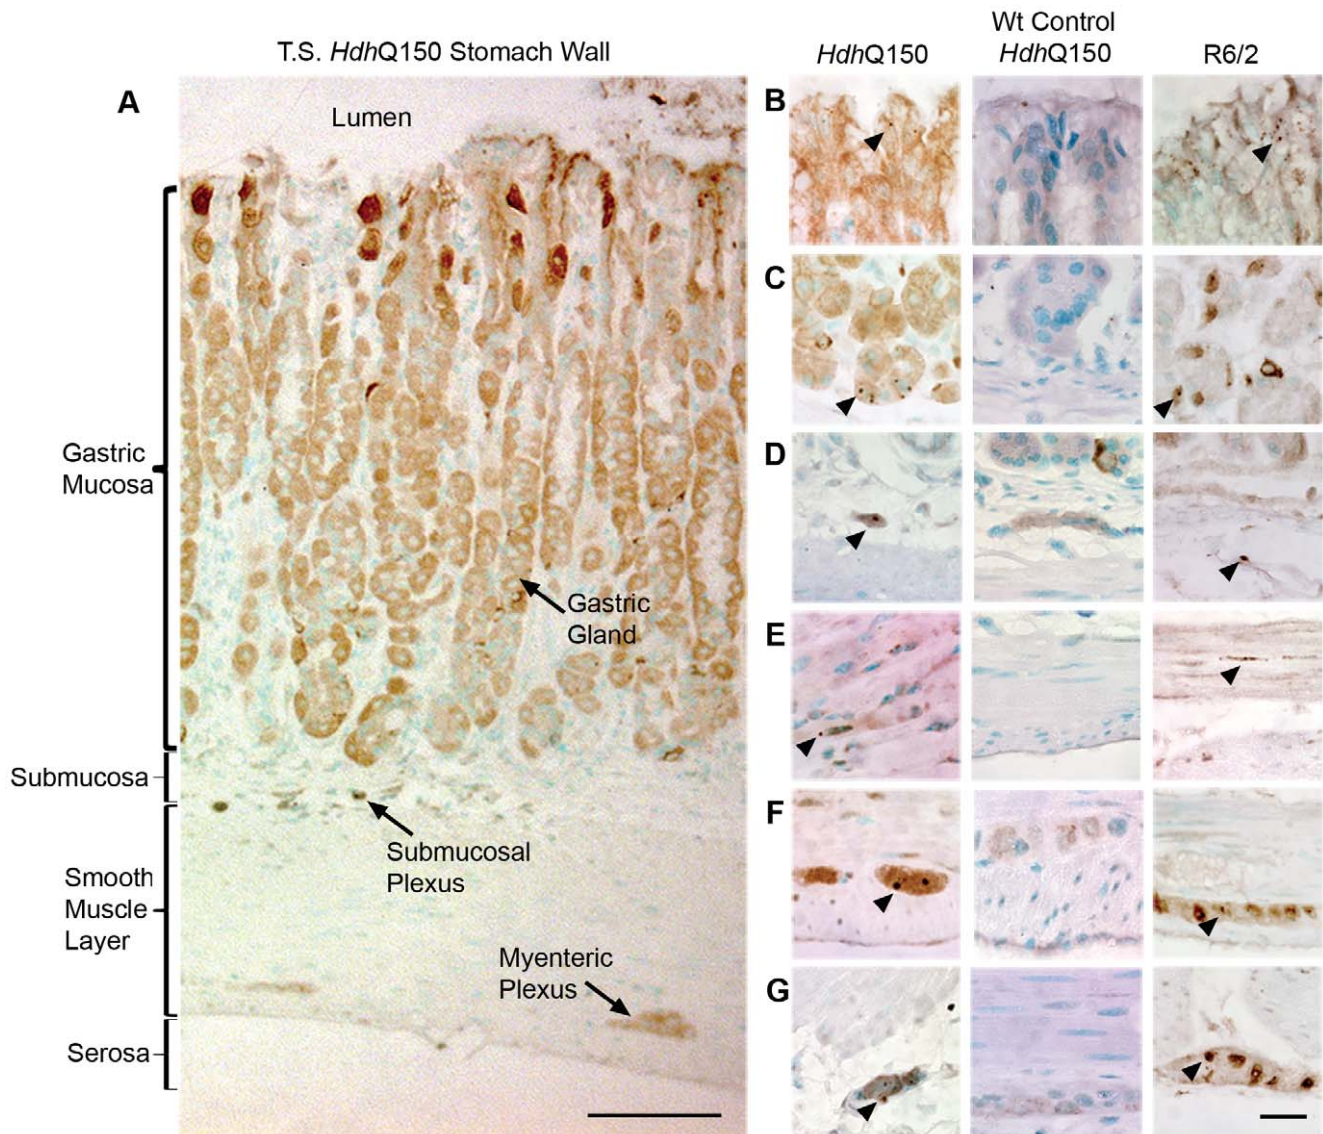 T.S. HdhQ150 Stomach Wall
HdhQ150
Wt Control
HdhQ150
R6/2
A
Lumen
Gastric
Mucosa
Gastric
Gland
Submucosa
Submucosal
Plexus
Smooth
Muscle
Layer
Myenteric
Plexus
Serosa
B
C
D
E
F
G